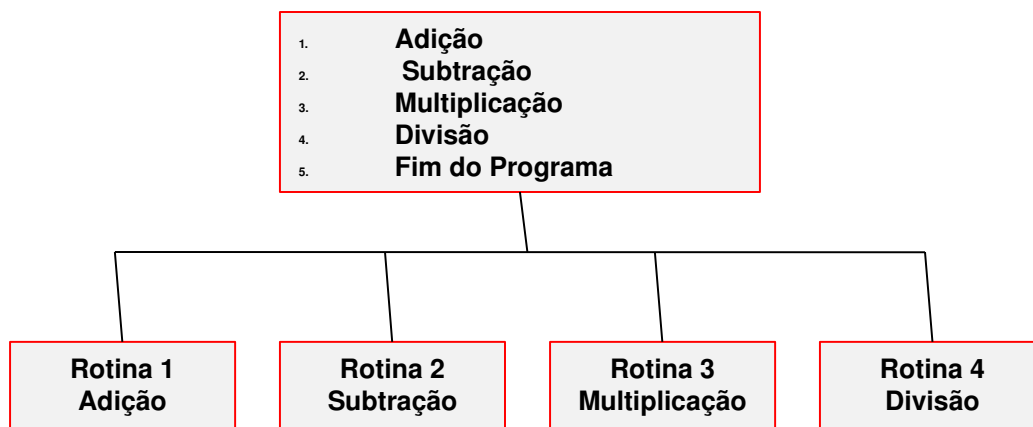 1. Adição
2. Subtração
3. Multiplicação
4. Divisão
5. Fim do Programa
Rotina 1
Adição
Rotina 2
Subtração
Rotina 3
Multiplicação
Rotina 4
Divisão